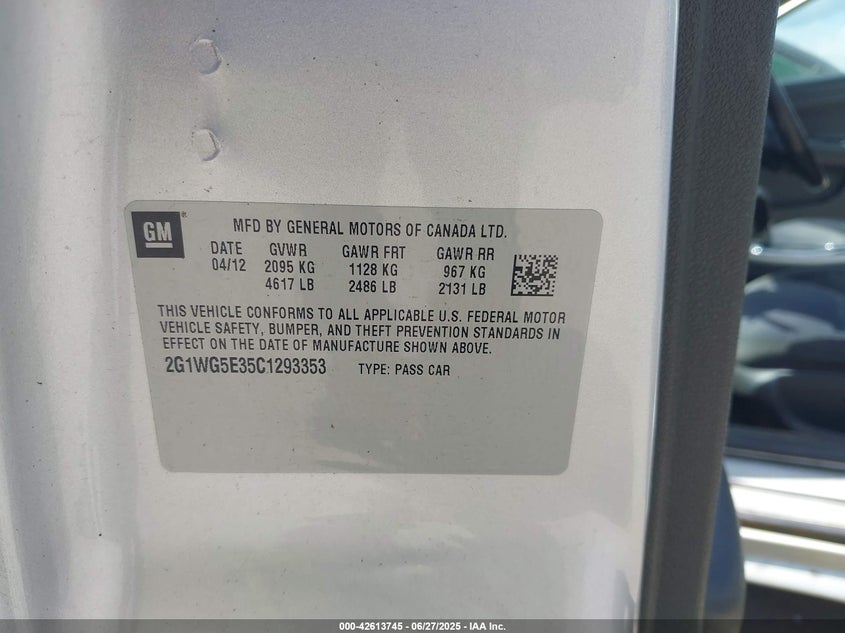 GM
MFD BY GENERAL MOTORS OF CANADA LTD.
DATE GVWR GAWR FRT GAWR RR
04/12 2095 KG 1128 KG 967 KG
4617 LB 2486 LB 2131 LB
THIS VEHICLE CONFORMS TO ALL APPLICABLE U.S. FEDERAL MOTOR
VEHICLE SAFETY, BUMPER, AND THEFT PREVENTION STANDARDS IN
EFFECT ON THE DATE OF MANUFACTURE SHOWN ABOVE.
2G1WG5E35C1293353 TYPE: PASS CAR
000-42613745 - 06/27/2025 - IAA Inc.